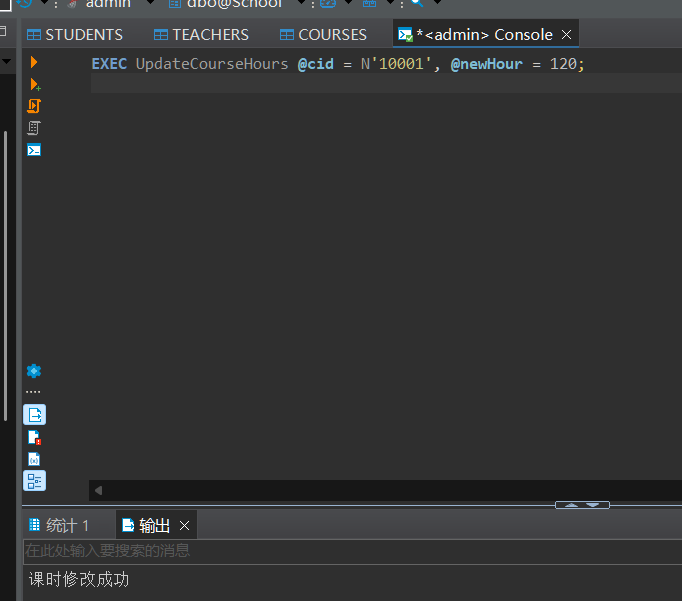 admin dbo@School
STUDENTS TEACHERS COURSES *<admin> Console
EXEC UpdateCourseHours @cid = N'10001', @newHour = 120;
统计 1 输出
在此处输入要搜索的消息
课时修改成功